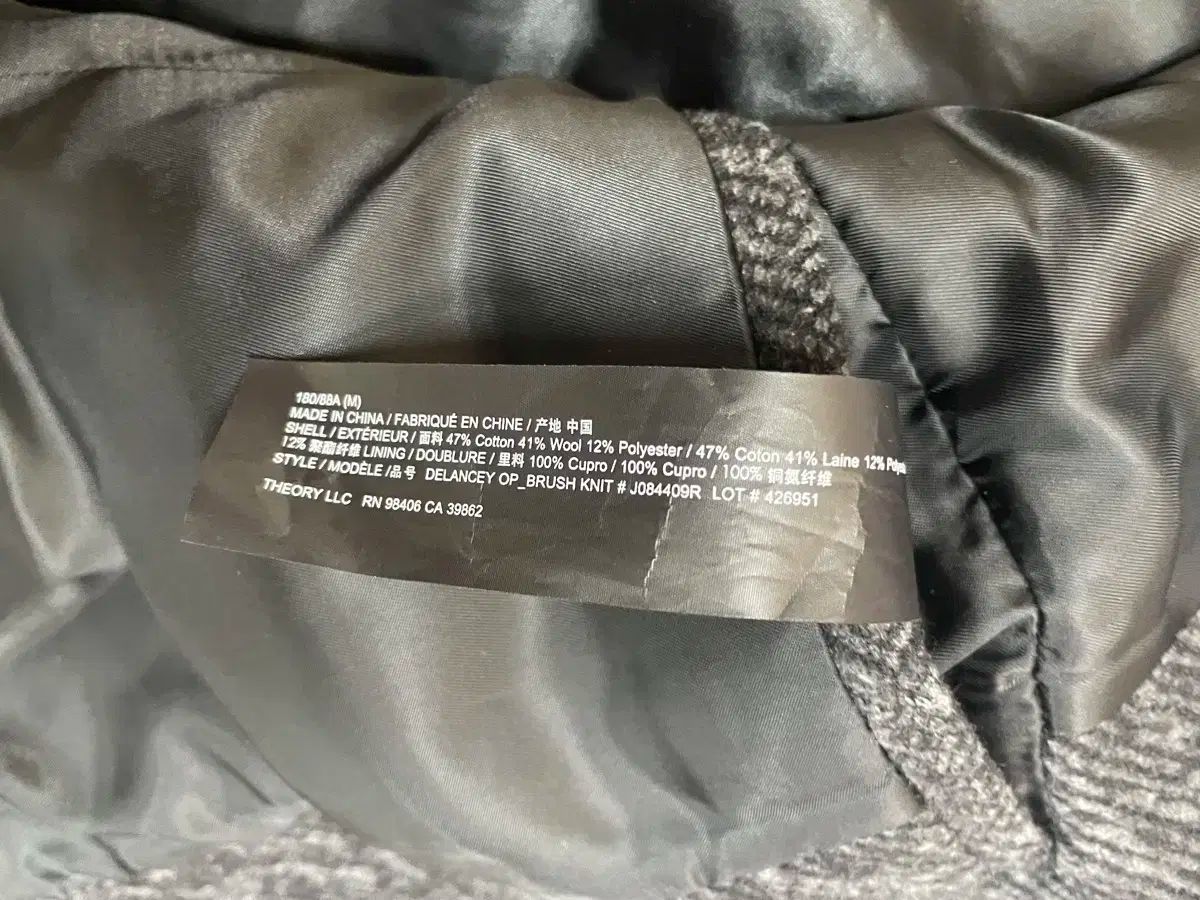 180/88A (M)
MADE IN CHINA / FABRIQUÉ EN CHINE / 产地 中国
SHELL / EXTÉRIEUR / 面料 47% Cotton 41% Wool 12% Polyester / 47% Coton 41% Laine 12%
12% 聚酯纤维 LINING / DOUBLURE / 里料 100% Cupro / 100% Cupro / 100% 铜氨纤维
STYLE / MODÈLE /品号 DELANCEY OP_BRUSH KNIT # J084409R LOT # 426951
THEORY LLC RN 98406 CA 39862